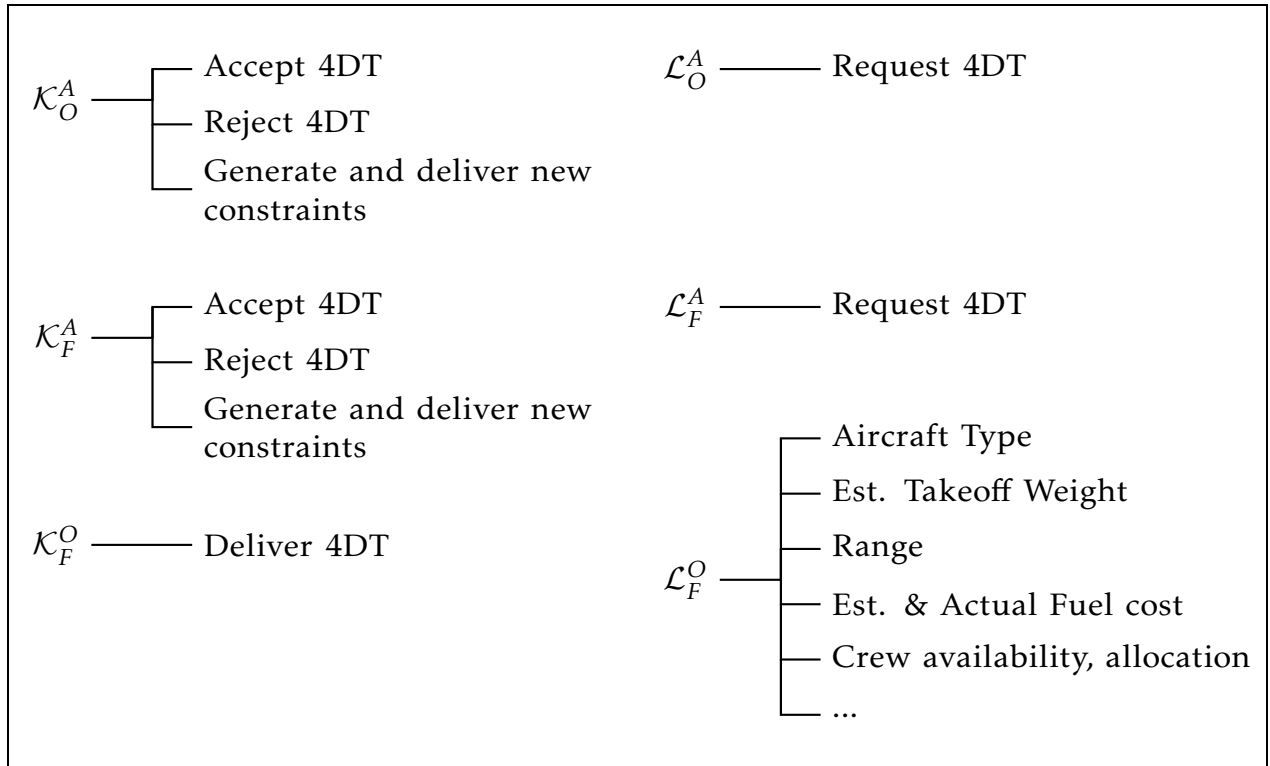 𝒦_O^A
Accept 4DT
Reject 4DT
Generate and deliver new
constraints
𝒦_F^A
Accept 4DT
Reject 4DT
Generate and deliver new
constraints
𝒦_F^O
Deliver 4DT
ℒ_O^A
Request 4DT
ℒ_F^A
Request 4DT
ℒ_F^O
Aircraft Type
Est. Takeoff Weight
Range
Est. & Actual Fuel cost
Crew availability, allocation
...